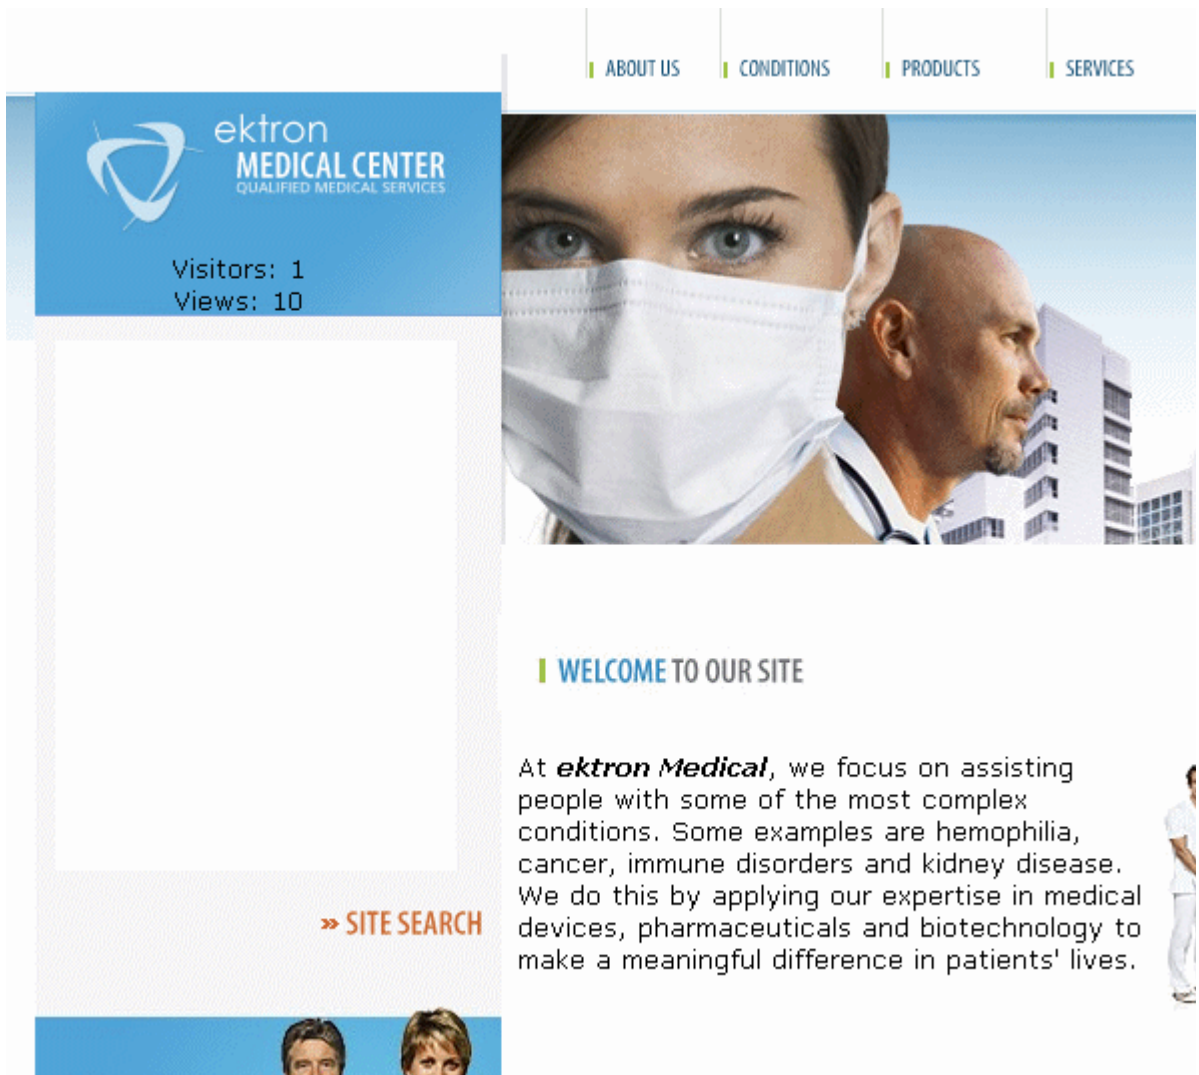 ABOUT US
CONDITIONS
PRODUCTS
SERVICES
ektron
MEDICAL CENTER
QUALIFIED MEDICAL SERVICES
Visitors: 1
Views: 10
WELCOME TO OUR SITE
At ektron Medical, we focus on assisting
people with some of the most complex
conditions. Some examples are hemophilia,
cancer, immune disorders and kidney disease.
We do this by applying our expertise in medical
devices, pharmaceuticals and biotechnology to
make a meaningful difference in patients' lives.
» SITE SEARCH